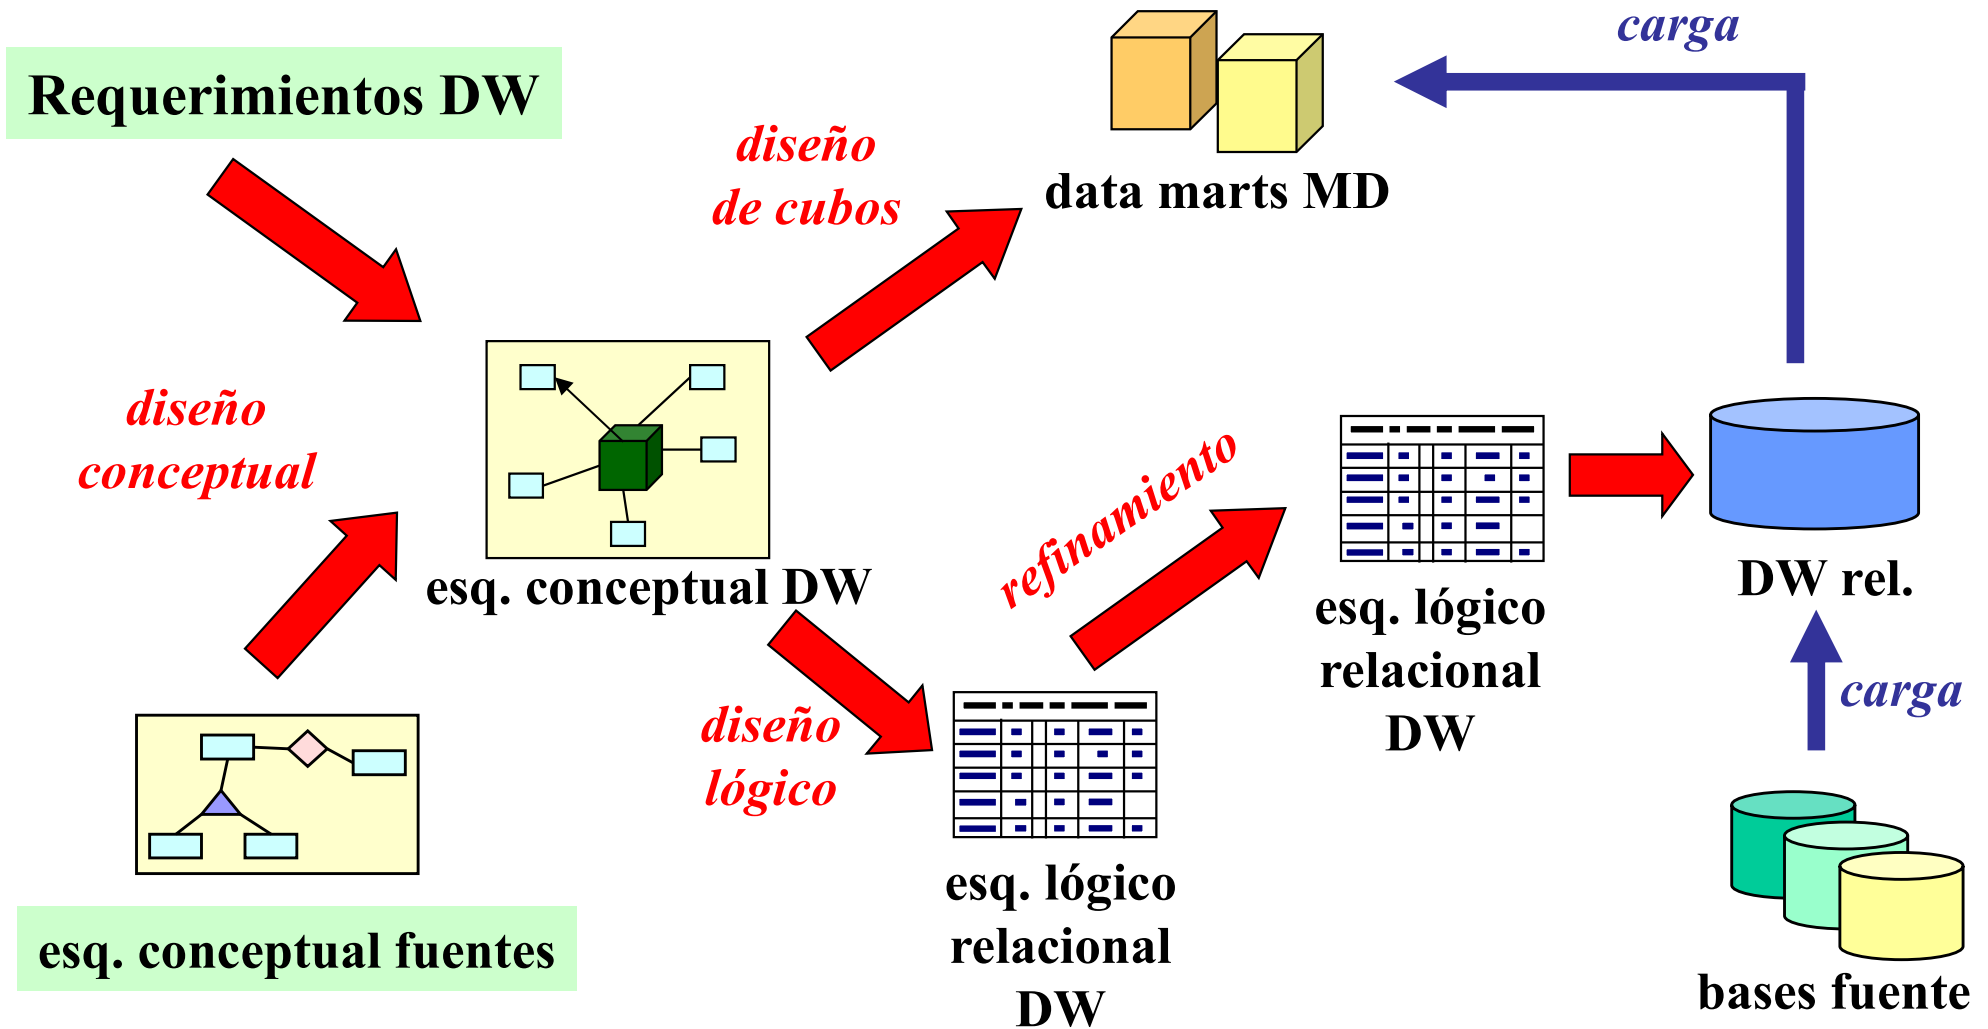 carga
Requerimientos DW
diseño
de cubos
data marts MD
diseño
conceptual
esq. conceptual DW
refinamiento
esq. lógico
relacional
DW
DW rel.
carga
diseño
lógico
esq. lógico
relacional
DW
esq. conceptual fuentes
bases fuente